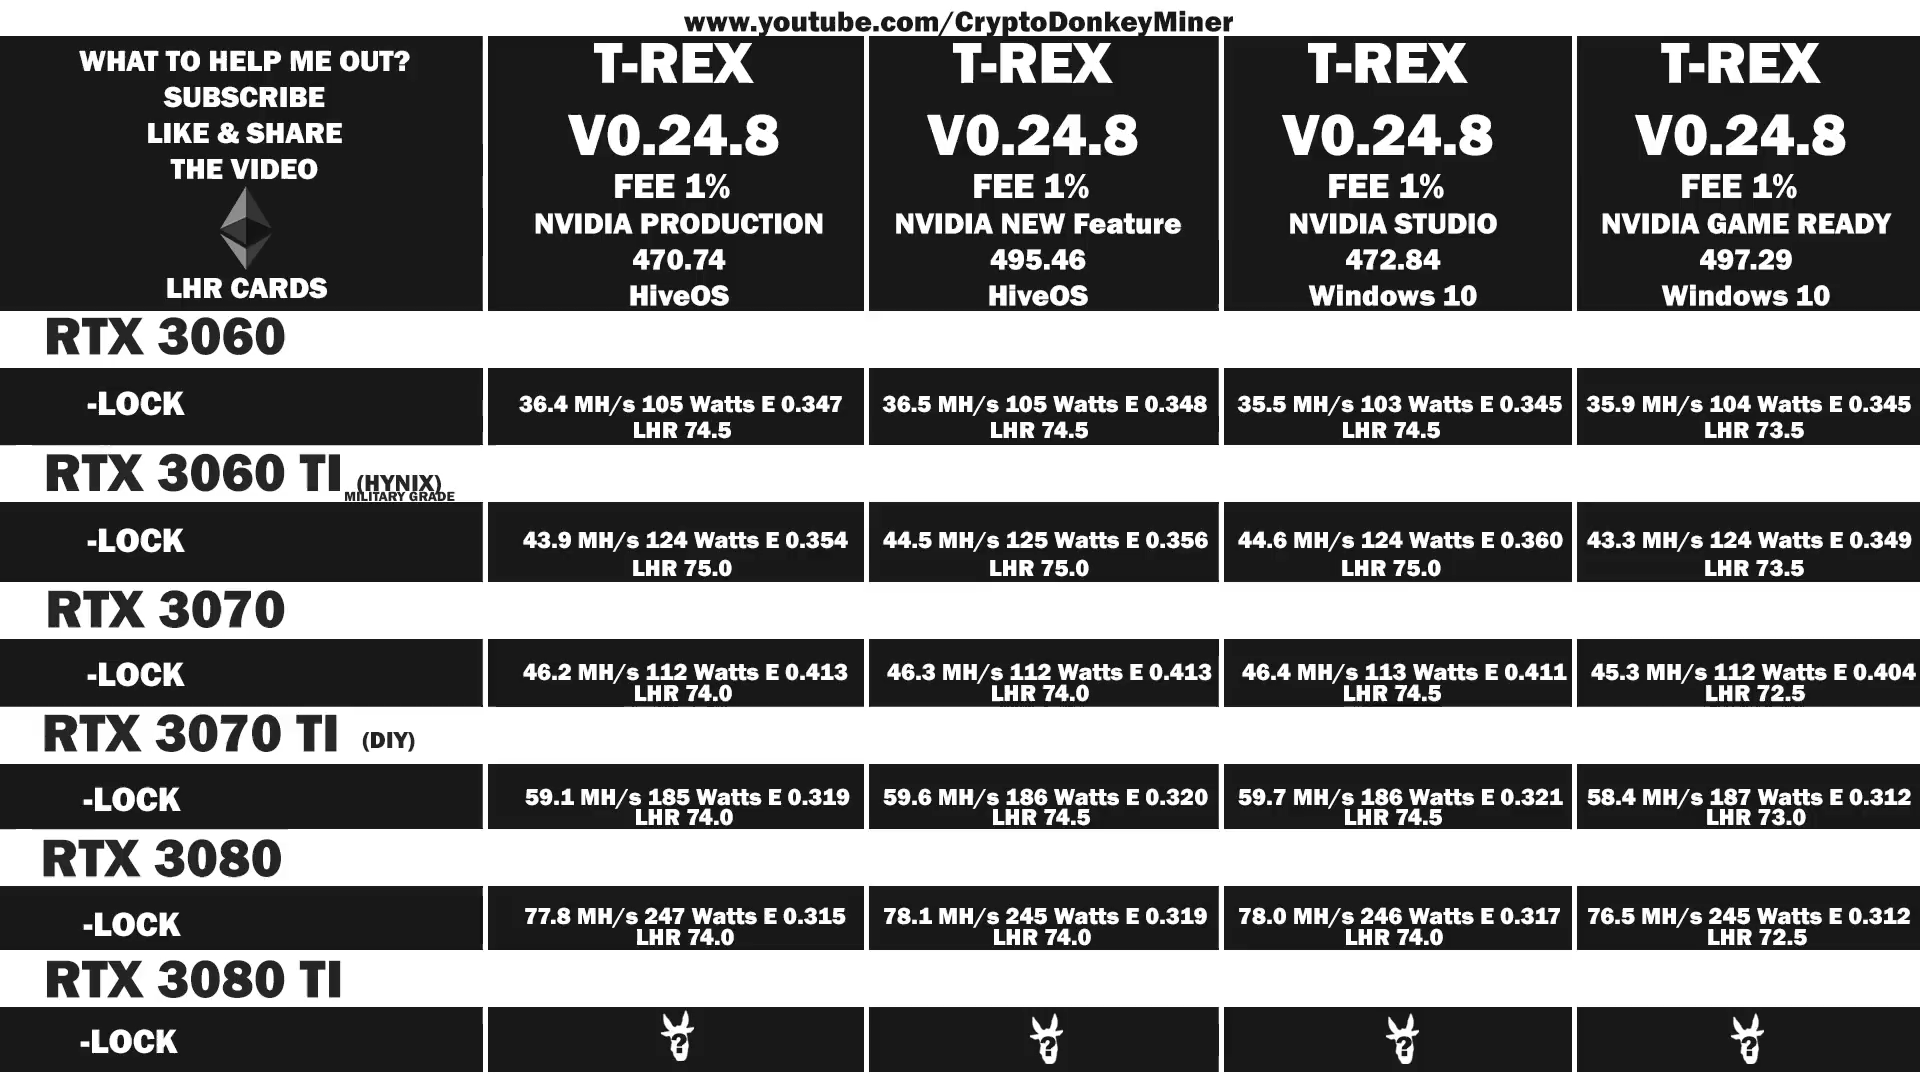 www.youtube.com/CryptoDonkeyMiner
WHAT TO HELP ME OUT?
SUBSCRIBE
LIKE & SHARE
THE VIDEO
LHR CARDS
T-REX
V0.24.8
FEE 1%
NVIDIA PRODUCTION
470.74
HiveOS
T-REX
V0.24.8
FEE 1%
NVIDIA NEW Feature
495.46
HiveOS
T-REX
V0.24.8
FEE 1%
NVIDIA STUDIO
472.84
Windows 10
T-REX
V0.24.8
FEE 1%
NVIDIA GAME READY
497.29
Windows 10
RTX 3060
-LOCK
36.4 MH/s 105 Watts E 0.347
LHR 74.5
36.5 MH/s 105 Watts E 0.348
LHR 74.5
35.5 MH/s 103 Watts E 0.345
LHR 74.5
35.9 MH/s 104 Watts E 0.345
LHR 73.5
RTX 3060 TI (HYNIX)
MILITARY GRADE
-LOCK
43.9 MH/s 124 Watts E 0.354
LHR 75.0
44.5 MH/s 125 Watts E 0.356
LHR 75.0
44.6 MH/s 124 Watts E 0.360
LHR 75.0
43.3 MH/s 124 Watts E 0.349
LHR 73.5
RTX 3070
-LOCK
46.2 MH/s 112 Watts E 0.413
LHR 74.0
46.3 MH/s 112 Watts E 0.413
LHR 74.0
46.4 MH/s 113 Watts E 0.411
LHR 74.5
45.3 MH/s 112 Watts E 0.404
LHR 72.5
RTX 3070 TI (DIY)
-LOCK
59.1 MH/s 185 Watts E 0.319
LHR 74.0
59.6 MH/s 186 Watts E 0.320
LHR 74.5
59.7 MH/s 186 Watts E 0.321
LHR 74.5
58.4 MH/s 187 Watts E 0.312
LHR 73.0
RTX 3080
-LOCK
77.8 MH/s 247 Watts E 0.315
LHR 74.0
78.1 MH/s 245 Watts E 0.319
LHR 74.0
78.0 MH/s 246 Watts E 0.317
LHR 74.0
76.5 MH/s 245 Watts E 0.312
LHR 72.5
RTX 3080 TI
-LOCK
?
?
?
?